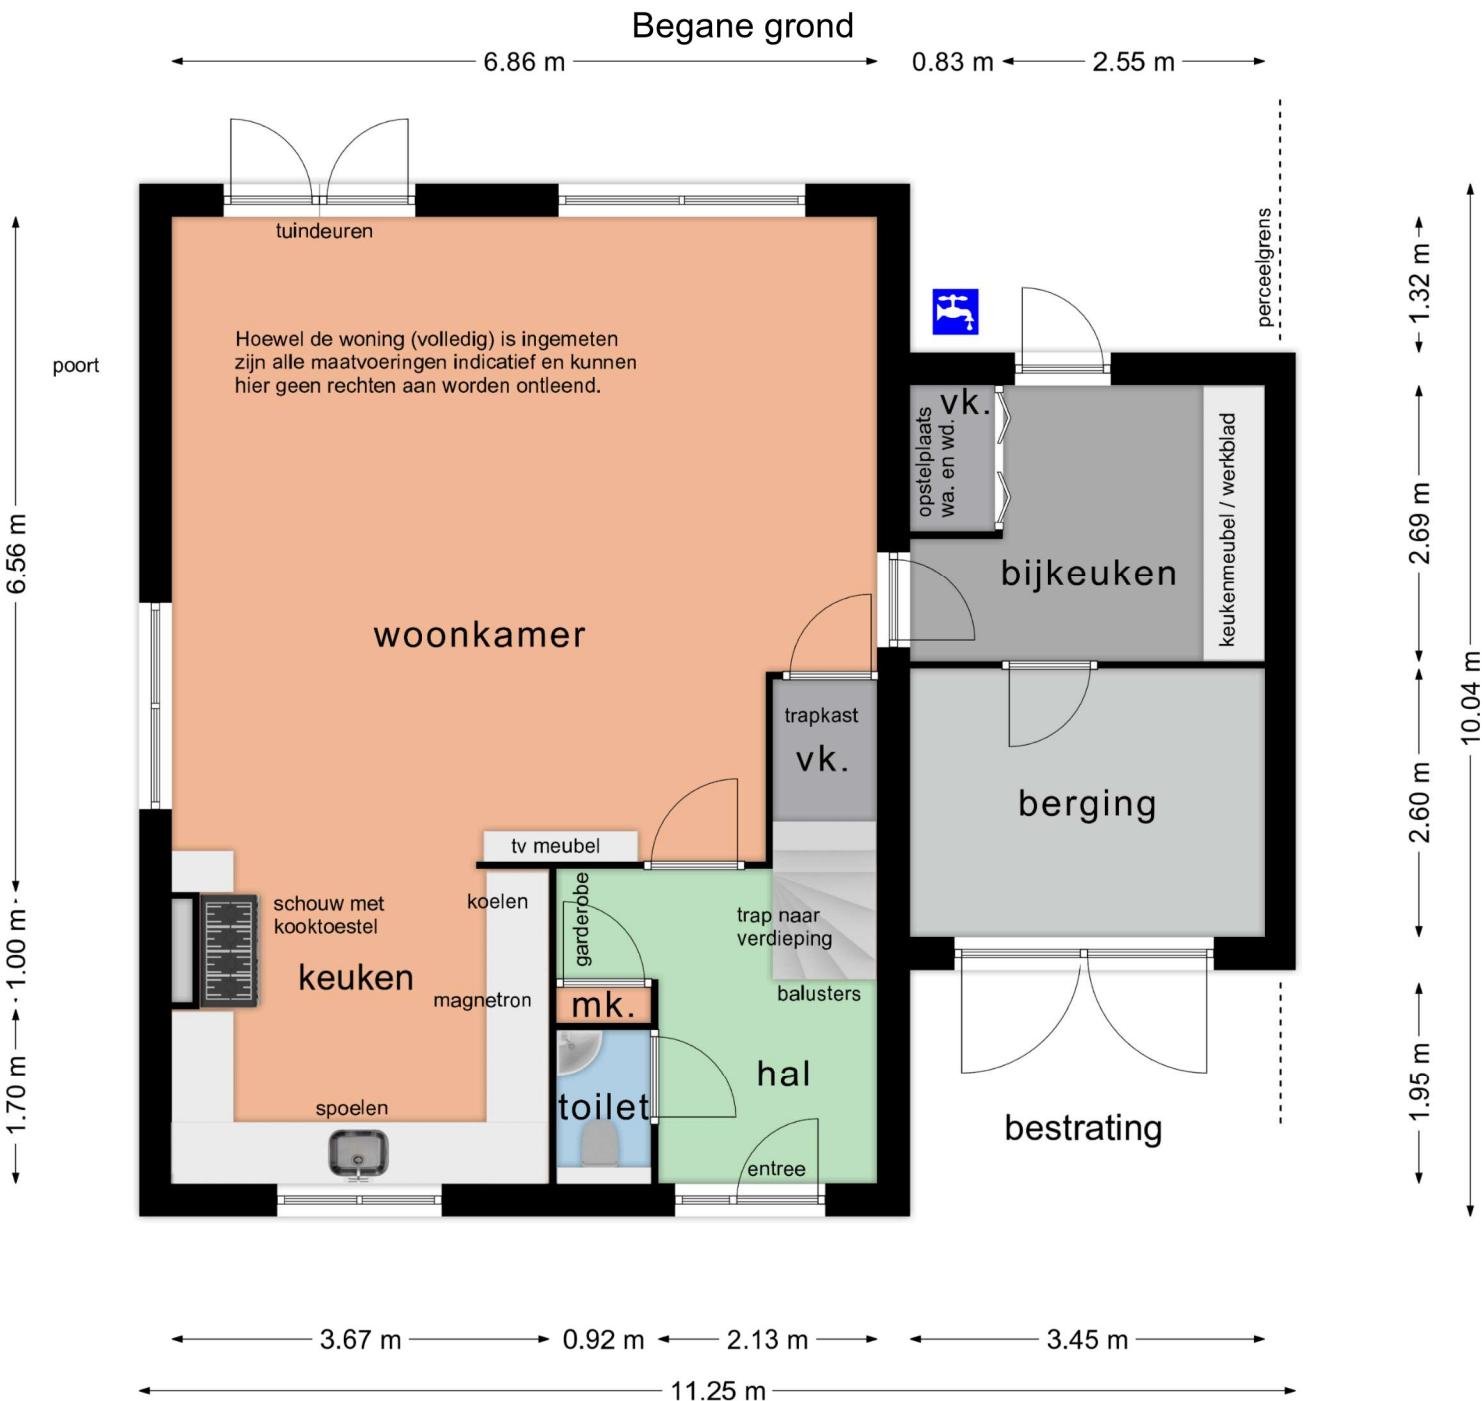 Begane grond
6.86 m
0.83 m
2.55 m
tuindeuren
perceelgrens
1.32 m
Hoewel de woning (volledig) is ingemeten
zijn alle maatvoeringen indicatief en kunnen
hier geen rechten aan worden ontleend.
poort
vk.
opstelplaats
wa. en wd.
keukenmeubel / werkblad
2.69 m
6.56 m
bijkeuken
woonkamer
10.04 m
trapkast
vk.
berging
2.60 m
tv meubel
koelen
garderobe
schouw met
kooktoestel
trap naar
verdieping
1.00 m
keuken
magnetron
mk.
balusters
hal
1.70 m
1.95 m
spoelen
toilet
bestrating
entree
3.67 m
0.92 m
2.13 m
3.45 m
11.25 m